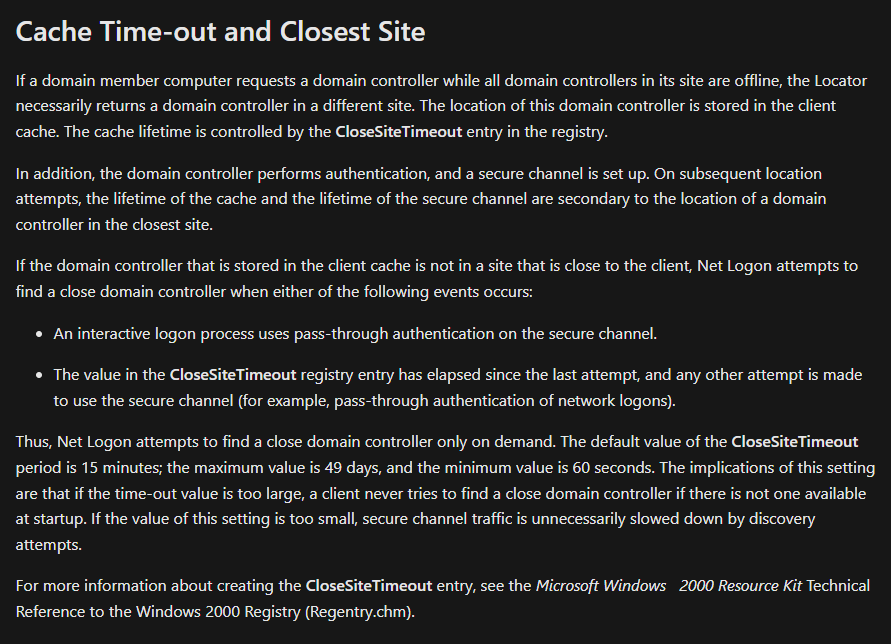 Cache Time-out and Closest Site
If a domain member computer requests a domain controller while all domain controllers in its site are offline, the Locator
necessarily returns a domain controller in a different site. The location of this domain controller is stored in the client
cache. The cache lifetime is controlled by the CloseSiteTimeout entry in the registry.
In addition, the domain controller performs authentication, and a secure channel is set up. On subsequent location
attempts, the lifetime of the cache and the lifetime of the secure channel are secondary to the location of a domain
controller in the closest site.
If the domain controller that is stored in the client cache is not in a site that is close to the client, Net Logon attempts to
find a close domain controller when either of the following events occurs:
• An interactive logon process uses pass-through authentication on the secure channel.
• The value in the CloseSiteTimeout registry entry has elapsed since the last attempt, and any other attempt is made
to use the secure channel (for example, pass-through authentication of network logons).
Thus, Net Logon attempts to find a close domain controller only on demand. The default value of the CloseSiteTimeout
period is 15 minutes; the maximum value is 49 days, and the minimum value is 60 seconds. The implications of this setting
are that if the time-out value is too large, a client never tries to find a close domain controller if there is not one available
at startup. If the value of this setting is too small, secure channel traffic is unnecessarily slowed down by discovery
attempts.
For more information about creating the CloseSiteTimeout entry, see the Microsoft Windows 2000 Resource Kit Technical
Reference to the Windows 2000 Registry (Regentry.chm).